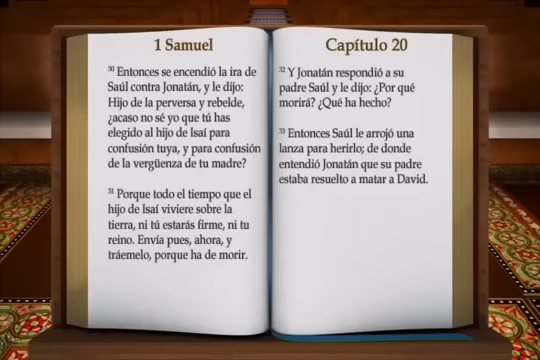 1 Samuel
30 Entonces se encendió la ira de
Saúl contra Jonatán, y le dijo:
Hijo de la perversa y rebelde,
¿acaso no sé yo que tú has
elegido al hijo de Isaí para
confusión tuya, y para confusión
de la vergüenza de tu madre?
31 Porque todo el tiempo que el
hijo de Isaí viviere sobre la
tierra, ni tú estarás firme, ni tu
reino. Envía pues, ahora, y
tráemelo, porque ha de morir.
Capítulo 20
32 Y Jonatán respondió a su
padre Saúl y le dijo: ¿Por qué
morirá? ¿Qué ha hecho?
33 Entonces Saúl le arrojó una
lanza para herirlo; de donde
entendió Jonatán que su padre
estaba resuelto a matar a David.